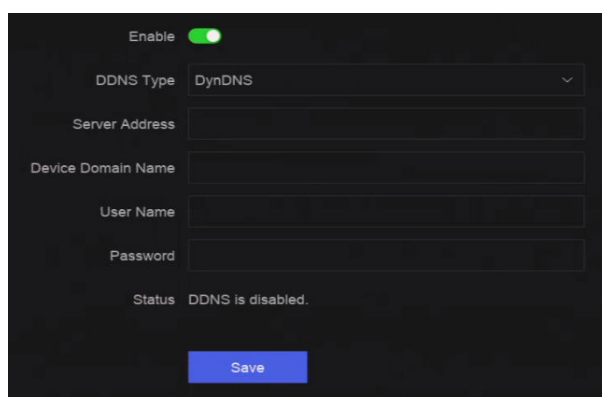 Enable
DDNS Type DynDNS
Server Address
Device Domain Name
User Name
Password
Status DDNS is disabled.
Save